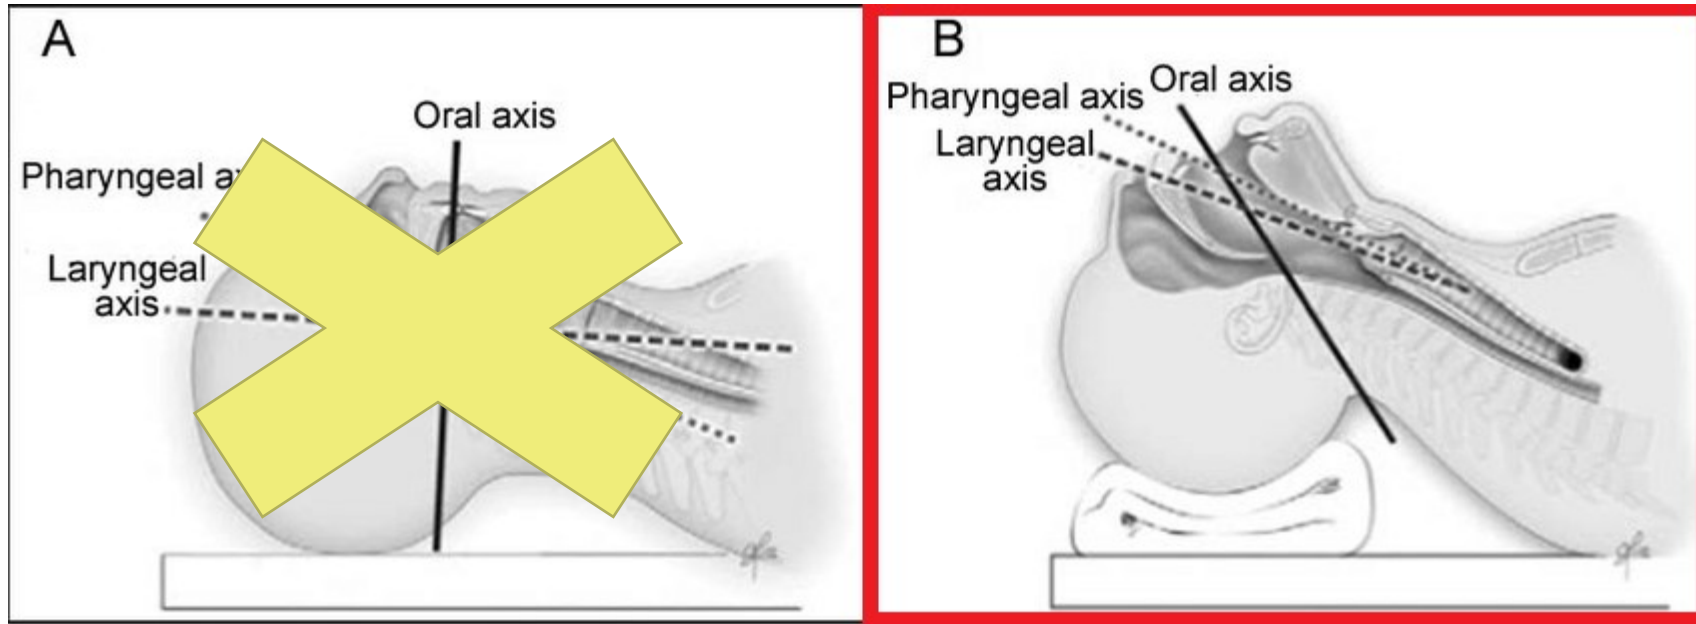 A
Oral axis
Pharyngeal a
Laryngeal
axis
B
Oral axis
Pharyngeal axis
Laryngeal
axis